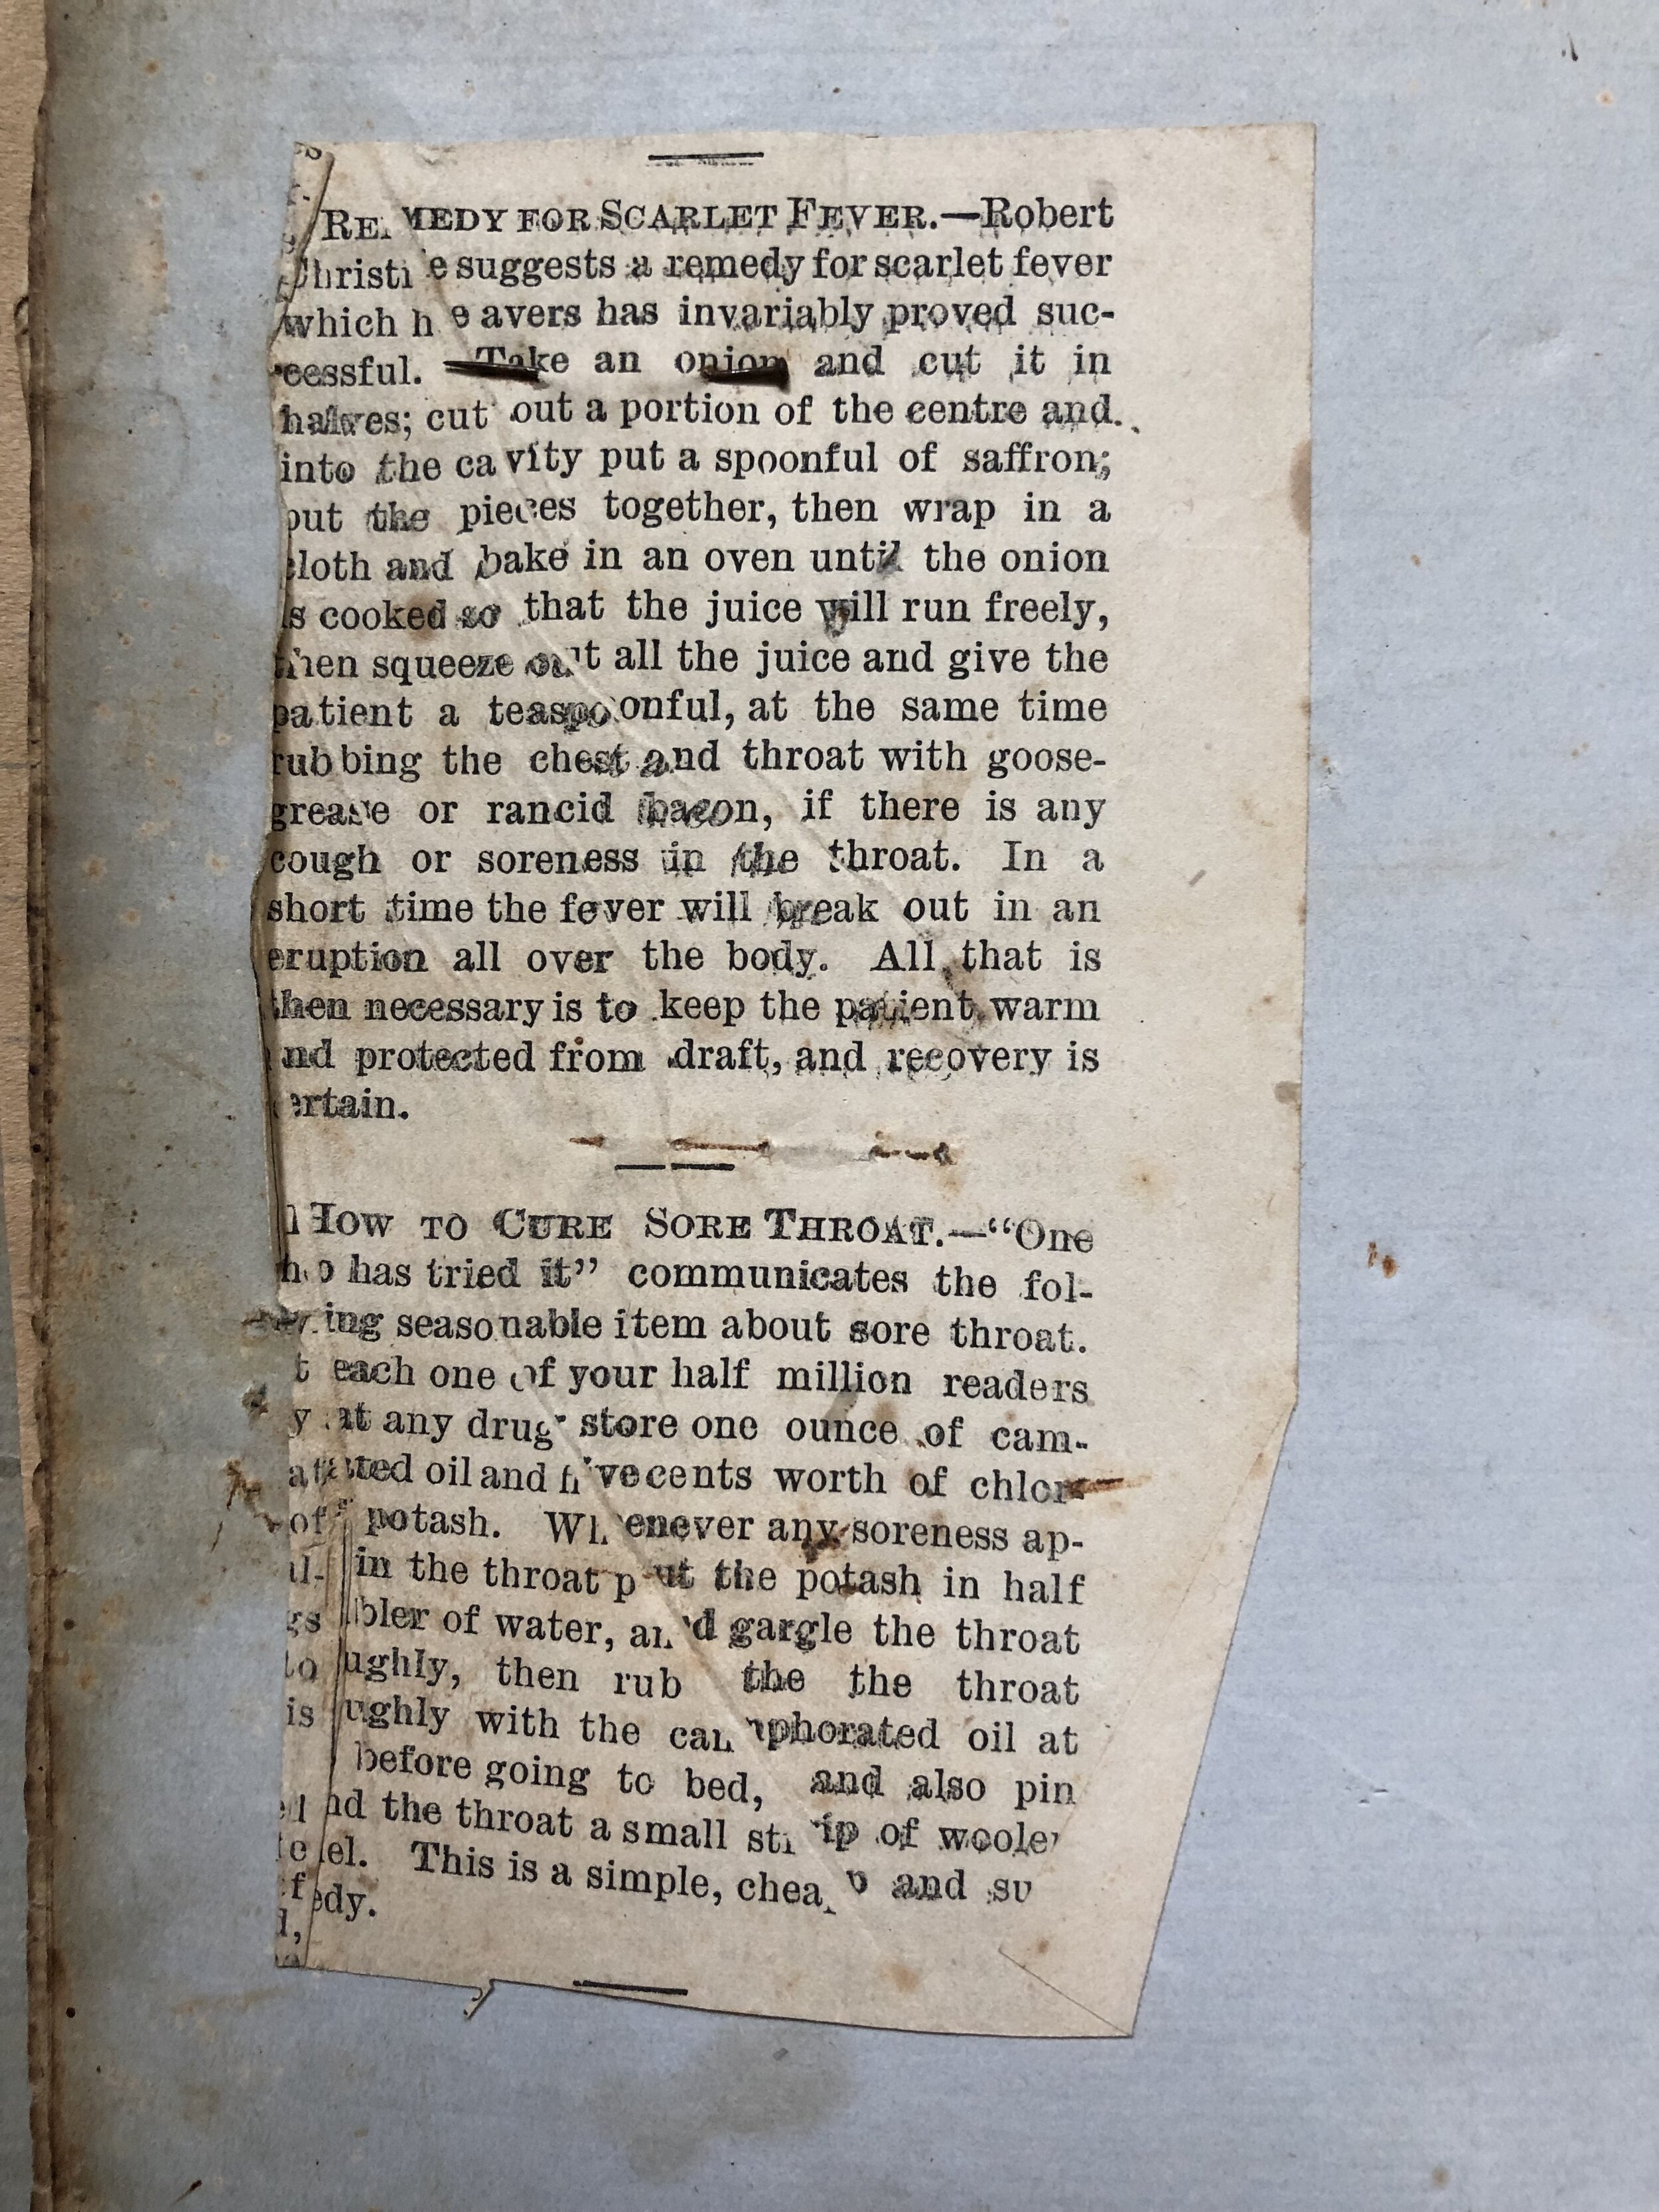 REMEDY FOR SCARLET FEVER.—Robert
Christie suggests a remedy for scarlet fever
which he avers has invariably proved suc-
cessful. Take an onion and cut it in
halves; cut out a portion of the centre and
into the cavity put a spoonful of saffron;
put the pieces together, then wrap in a
cloth and bake in an oven until the onion
is cooked so that the juice will run freely,
then squeeze out all the juice and give the
patient a teaspoonful, at the same time
rubbing the chest and throat with goose-
grease or rancid bacon, if there is any
cough or soreness in the throat. In a
short time the fever will break out in an
eruption all over the body. All that is
then necessary is to keep the patient warm
and protected from draft, and recovery is
certain.
HOW TO CURE SORE THROAT.—"One
who has tried it" communicates the fol-
ing seasonable item about sore throat.
each one of your half million readers
at any drug store one ounce of cam-
ated oil and five cents worth of chlor
of potash. Whenever any soreness ap-
in the throat put the potash in half
bler of water, and gargle the throat
ughly, then rub the the throat
ughly with the camphorated oil at
before going to bed, and also pin
nd the throat a small strip of woole
el. This is a simple, cheap and su
edy.